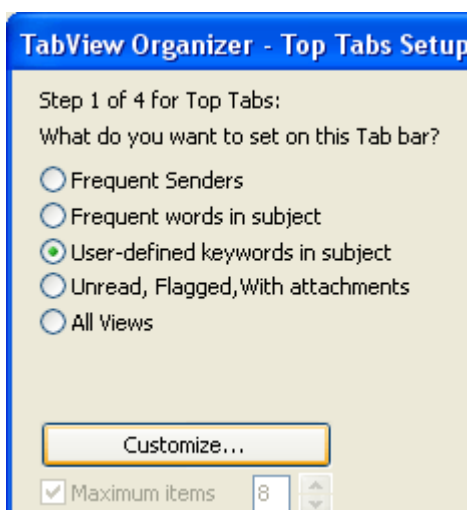 TabView Organizer - Top Tabs Setup
Step 1 of 4 for Top Tabs:
What do you want to set on this Tab bar?
Frequent Senders
Frequent words in subject
User-defined keywords in subject
Unread, Flagged,With attachments
All Views
Customize...
Maximum items 8